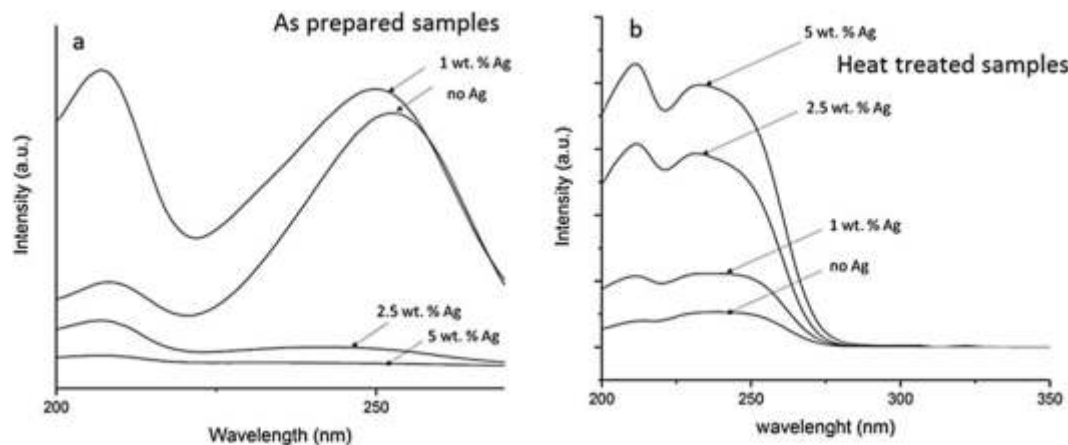 a
As prepared samples
1 wt. % Ag
no Ag
2.5 wt. % Ag
5 wt. % Ag
Intensity (a.u.)
200
250
Wavelength (nm)
b
5 wt. % Ag
Heat treated samples
2.5 wt. % Ag
1 wt. % Ag
no Ag
Intensity (a.u.)
200
250
300
350
wavelenght (nm)